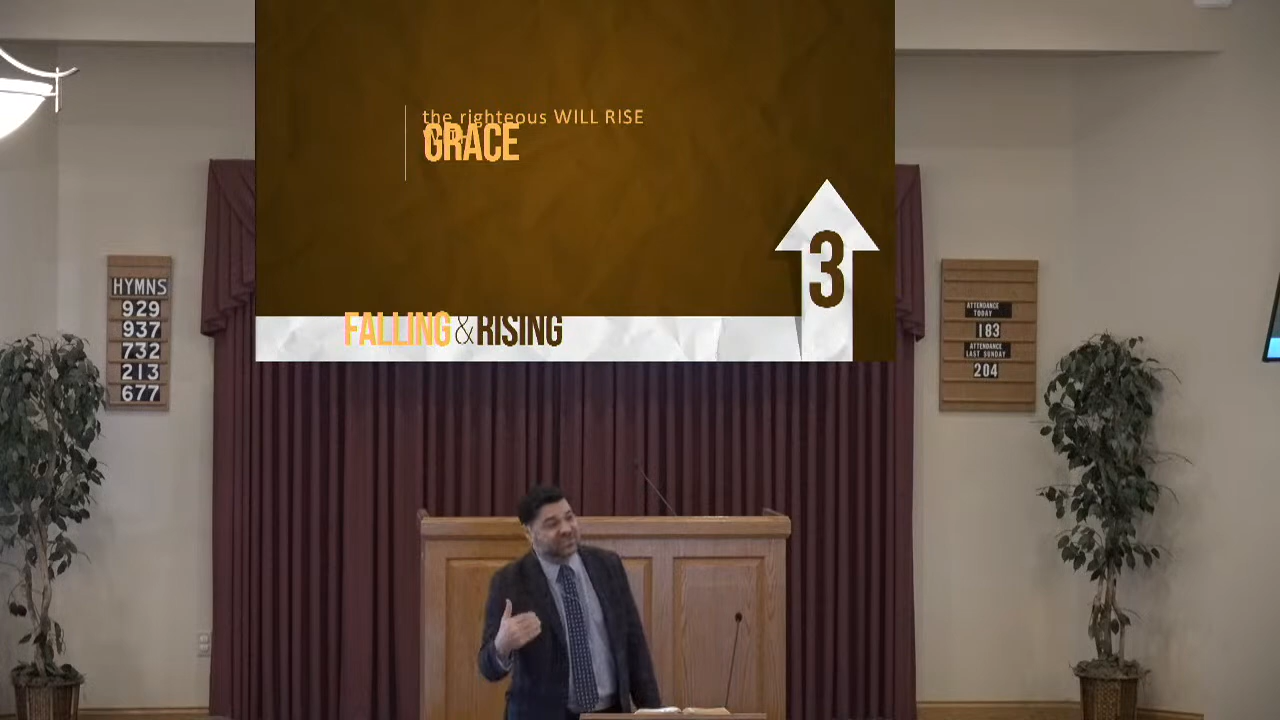 the righteous WILL RISE
GRACE
3
FALLING & RISING
HYMNS
929
937
732
213
677
ATTENDANCE
TODAY
183
ATTENDANCE
LAST SUNDAY
204